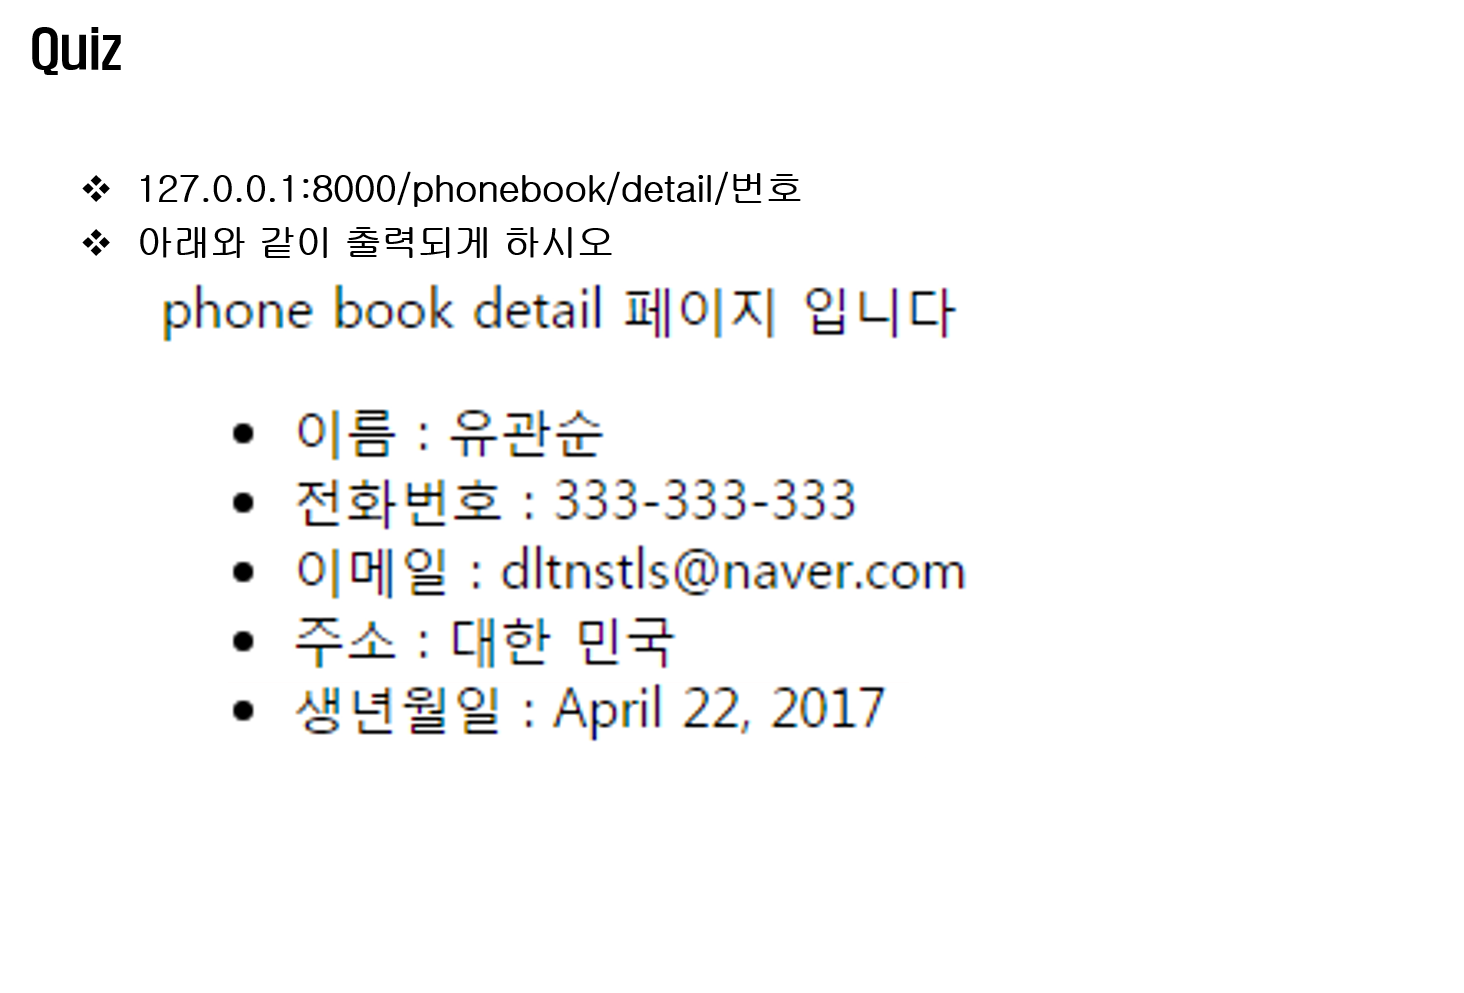 Quiz
❖ 127.0.0.1:8000/phonebook/detail/번호
❖ 아래와 같이 출력되게 하시오
phone book detail 페이지 입니다
• 이름 : 유관순
• 전화번호 : 333-333-333
• 이메일 : dltnstls@naver.com
• 주소 : 대한 민국
• 생년월일 : April 22, 2017